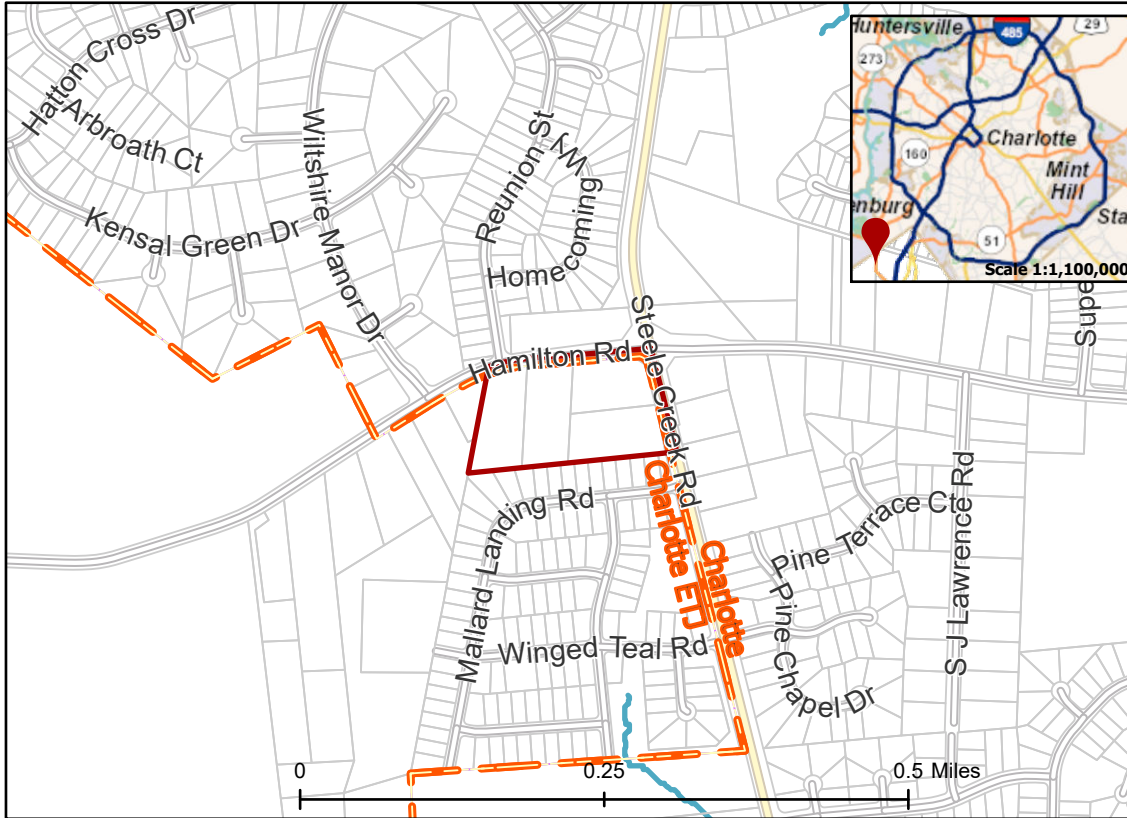 Hatton Cross Dr
Arbroath Ct
Kensal Green Dr
Wiltshire Manor Dr
Reunion St
Homecoming Wy
Hamilton Rd
Steele Creek Rd
Mallard Landing Rd
Winged Teal Rd
Charlotte ETJ
Charlotte
Pine Terrace Ct
Pine Chapel Dr
S J Lawrence Rd
Supe
0
0.25
0.5 Miles
Huntersville
485
29
273
Charlotte
160
Mint
Hill
enburg
Sta
51
Scale 1:1,100,000